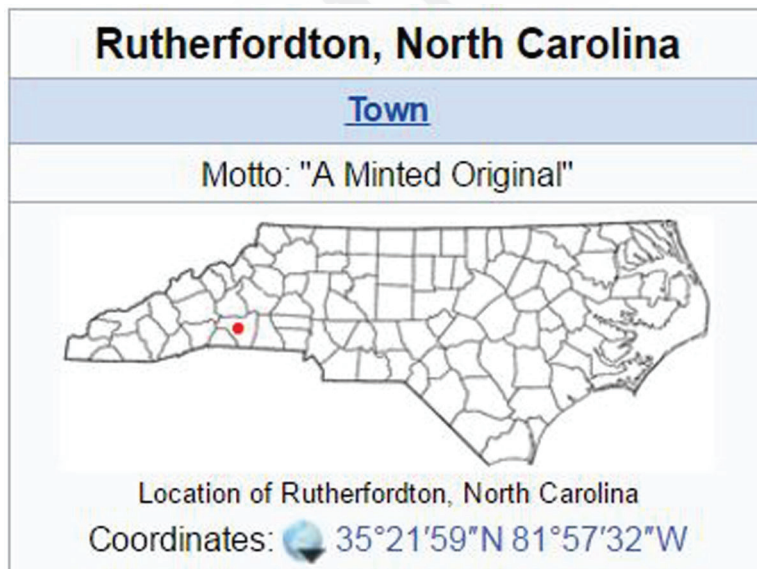 Rutherfordton, North Carolina
Town
Motto: "A Minted Original"
Location of Rutherfordton, North Carolina
Coordinates: 35°21′59″N 81°57′32″W